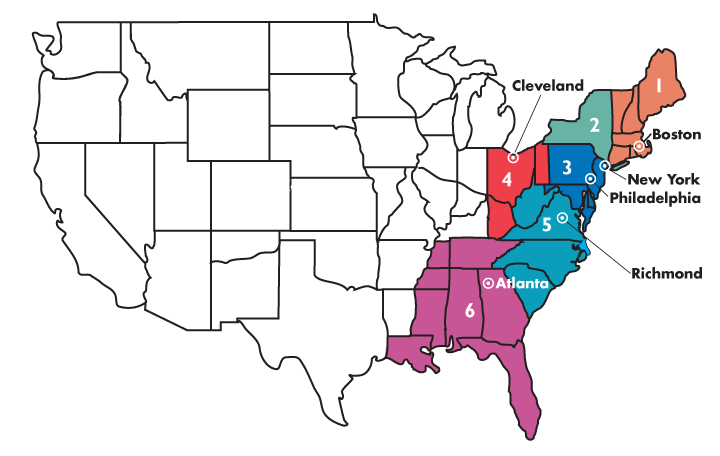 Cleveland
1
2
Boston
3
New York
4
Philadelphia
5
Richmond
Atlanta
6